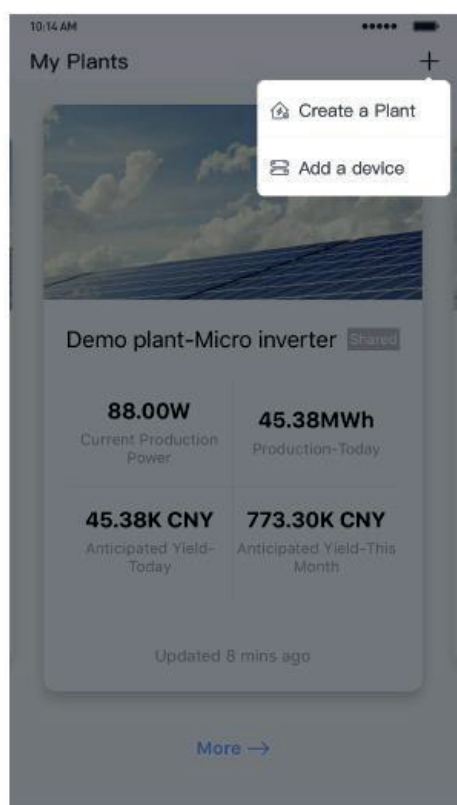 10:14 AM
My Plants
+
Create a Plant
Add a device
Demo plant-Micro inverter Shared
88.00W
Current Production
Power
45.38MWh
Production-Today
45.38K CNY
Anticipated Yield-
Today
773.30K CNY
Anticipated Yield-This
Month
Updated 8 mins ago
More →